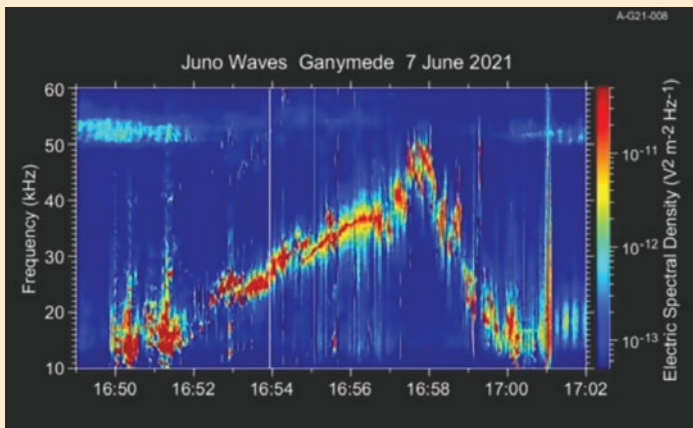 A-G21-008
Juno Waves Ganymede 7 June 2021
60
50
40
30
20
10
Frequency (kHz)
16:50 16:52 16:54 16:56 16:58 17:00 17:02
10-11
10-12
10-13
Electric Spectral Density (V2 m-2 Hz-1)